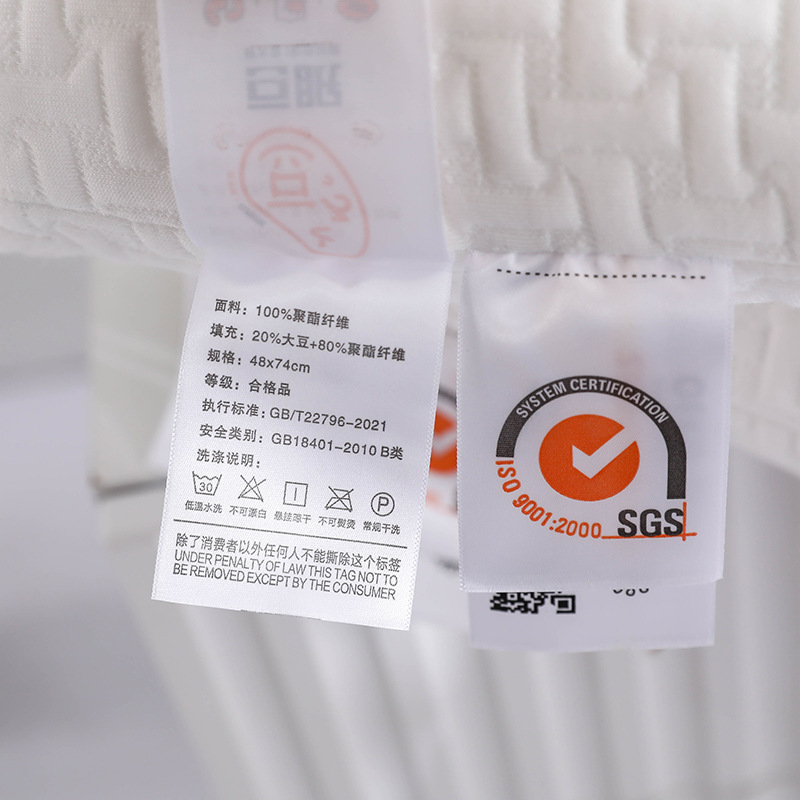 面料：100%聚酯纤维
填充：20%大豆+80%聚酯纤维
规格：48x74cm
等级：合格品
执行标准：GB/T22796-2021
安全类别：GB18401-2010 B类
洗涤说明：
30 P
低温水洗 不可漂白 悬挂晾干 不可熨烫 常规干洗
除了消费者以外任何人不能撕除这个标签
UNDER PENALTY OF LAW THIS TAG NOT TO
BE REMOVED EXCEPT BY THE CONSUMER
SYSTEM CERTIFICATION
ISO 9001:2000
SGS